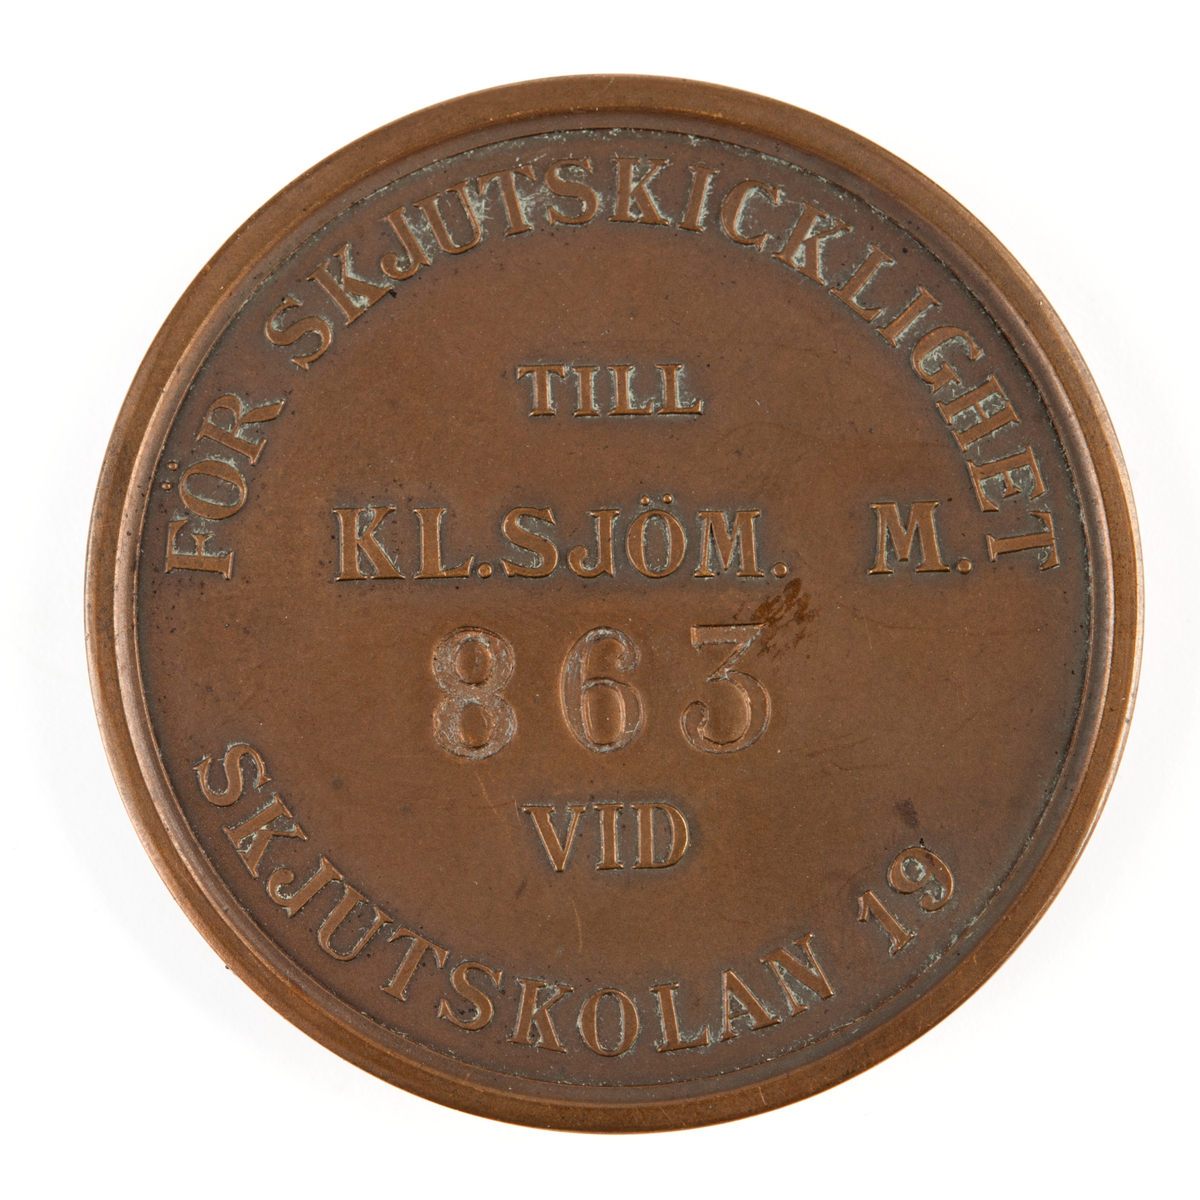 FÖR SKJUTSKICKLIGHET
TILL
KL. SJÖM. M.
863
VID
SKJUTSKOLAN 19